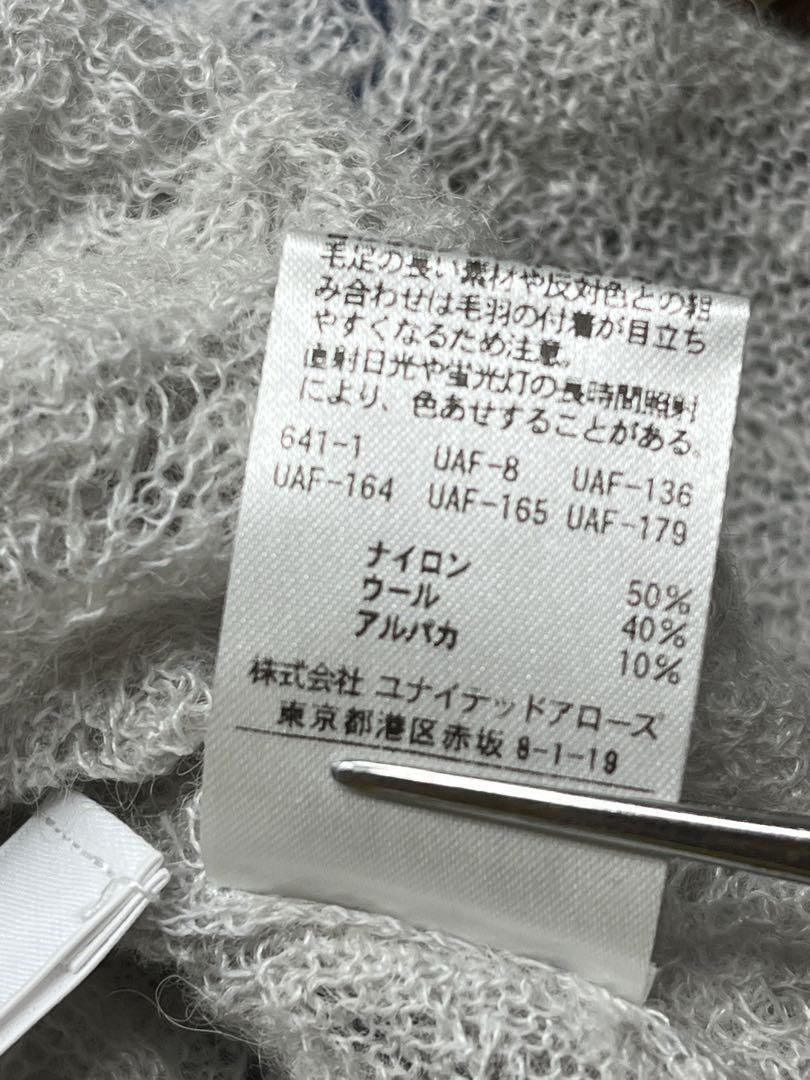 毛足の長い素材や反対色との組
み合わせは毛羽の付着が目立ち
やすくなるため注意。
直射日光や蛍光灯の長時間照射
により、色あせすることがある。
641-1 UAF-8 UAF-136
UAF-164 UAF-165 UAF-179
ナイロン 50%
ウール 40%
アルパカ 10%
株式会社 ユナイテッドアローズ
東京都港区赤坂 8-1-19